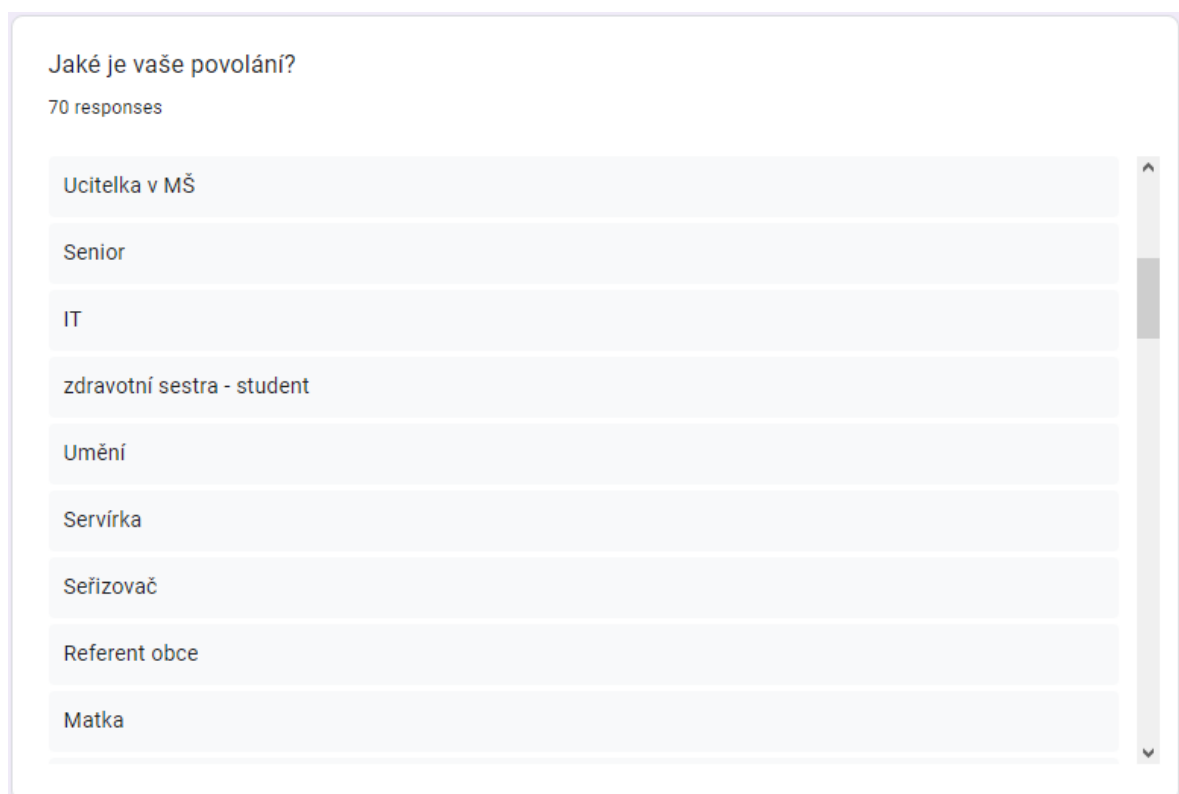 Jaké je vaše povolání?
70 responses
Ucitelka v MŠ
Senior
IT
zdravotní sestra - student
Umění
Servírka
Seřizovač
Referent obce
Matka